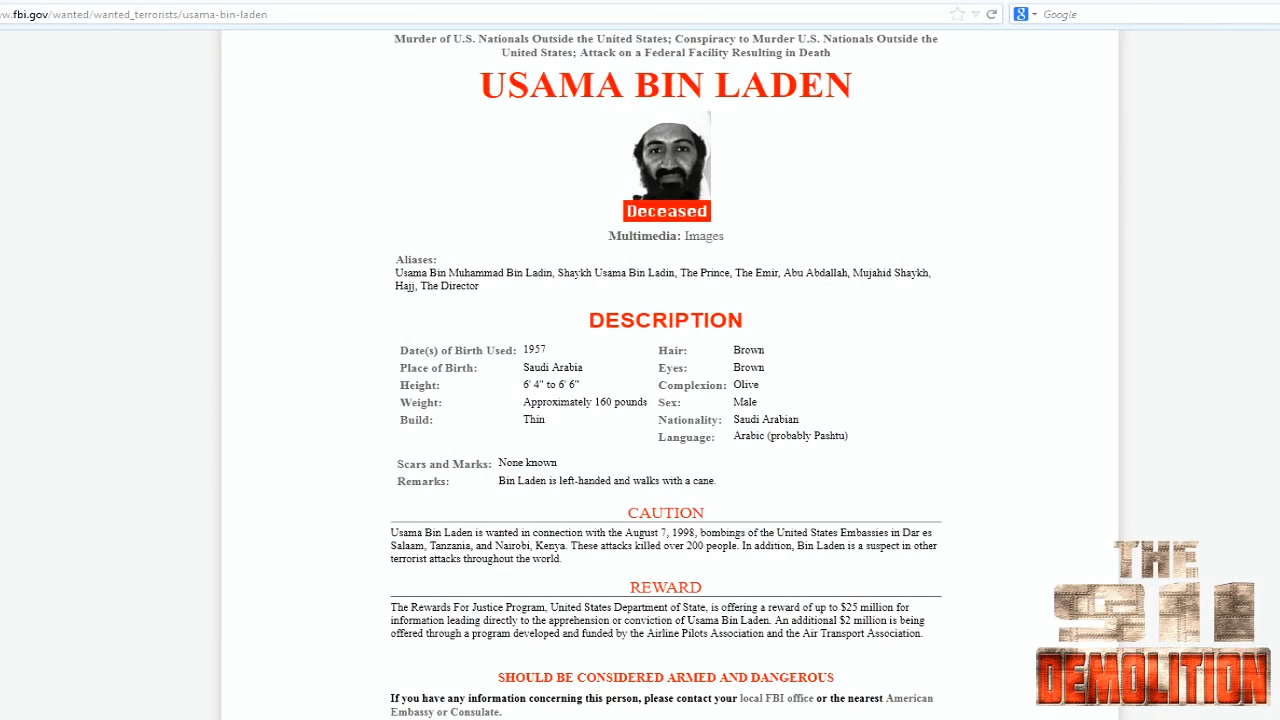 w.fbi.gov/wanted/wanted_terrorists/usama-bin-laden
Google
Murder of U.S. Nationals Outside the United States; Conspiracy to Murder U.S. Nationals Outside the
United States; Attack on a Federal Facility Resulting in Death
USAMA BIN LADEN
Deceased
Multimedia: Images
Aliases:
Usama Bin Muhammad Bin Ladin, Shaykh Usama Bin Ladin, The Prince, The Emir, Abu Abdallah, Mujahid Shaykh,
Hajj, The Director
DESCRIPTION
Date(s) of Birth Used: 1957 Hair: Brown
Place of Birth: Saudi Arabia Eyes: Brown
Height: 6' 4" to 6' 6" Complexion: Olive
Weight: Approximately 160 pounds Sex: Male
Build: Thin Nationality: Saudi Arabian
Language: Arabic (probably Pashtu)
Scars and Marks: None known
Remarks: Bin Laden is left-handed and walks with a cane.
CAUTION
Usama Bin Laden is wanted in connection with the August 7, 1998, bombings of the United States Embassies in Dar es
Salaam, Tanzania, and Nairobi, Kenya. These attacks killed over 200 people. In addition, Bin Laden is a suspect in other
terrorist attacks throughout the world.
REWARD
The Rewards For Justice Program, United States Department of State, is offering a reward of up to $25 million for
information leading directly to the apprehension or conviction of Usama Bin Laden. An additional $2 million is being
offered through a program developed and funded by the Airline Pilots Association and the Air Transport Association.
SHOULD BE CONSIDERED ARMED AND DANGEROUS
If you have any information concerning this person, please contact your local FBI office or the nearest American
Embassy or Consulate.
THE
911
DEMOLITION